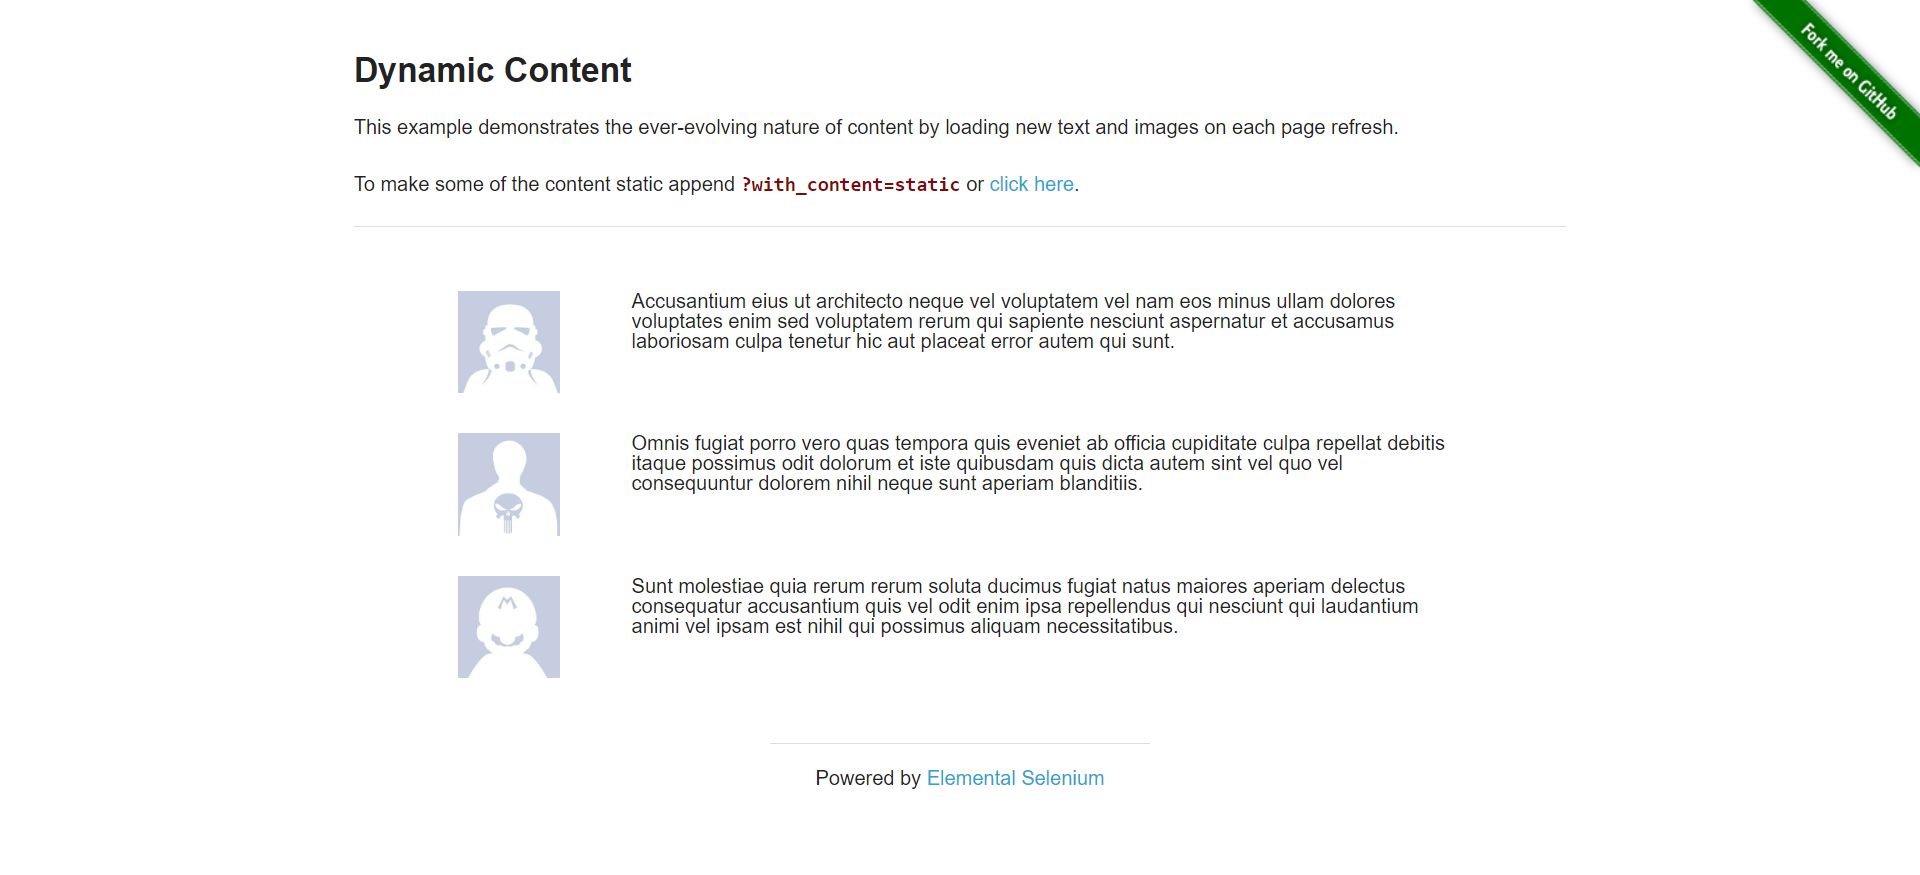 Fork me on GitHub
Dynamic Content
This example demonstrates the ever-evolving nature of content by loading new text and images on each page refresh.
To make some of the content static append ?with_content=static or click here.
Accusantium eius ut architecto neque vel voluptatem vel nam eos minus ullam dolores
voluptates enim sed voluptatem rerum qui sapiente nesciunt aspernatur et accusamus
laboriosam culpa tenetur hic aut placeat error autem qui sunt.
Omnis fugiat porro vero quas tempora quis eveniet ab officia cupiditate culpa repellat debitis
itaque possimus odit dolorum et iste quibusdam quis dicta autem sint vel quo vel
consequuntur dolorem nihil neque sunt aperiam blanditiis.
Sunt molestiae quia rerum rerum soluta ducimus fugiat natus maiores aperiam delectus
consequatur accusantium quis vel odit enim ipsa repellendus qui nesciunt qui laudantium
animi vel ipsam est nihil qui possimus aliquam necessitatibus.
Powered by Elemental Selenium